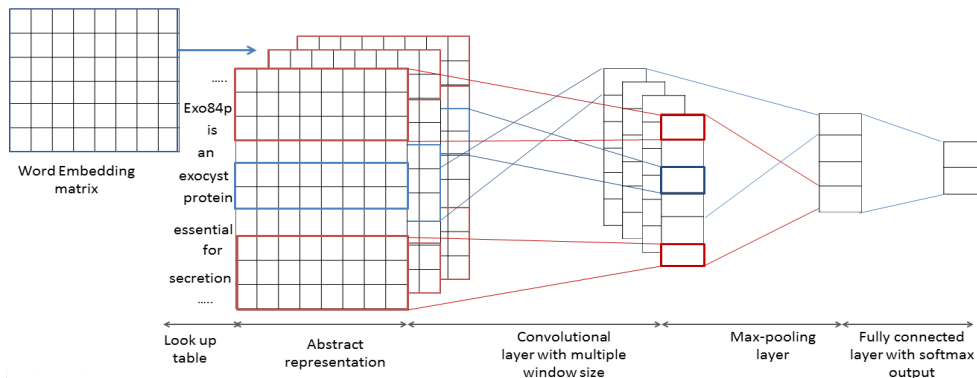 Word Embedding
matrix
.....
Exo84p
is
an
exocyst
protein
essential
for
secretion
.....
Look up
table
Abstract
representation
Convolutional
layer with multiple
window size
Max-pooling
layer
Fully connected
layer with softmax
output